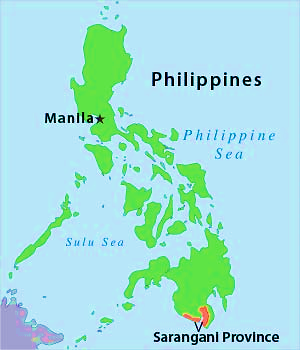 Philippines
Manila
Philippine
Sea
Sulu Sea
Sarangani Province